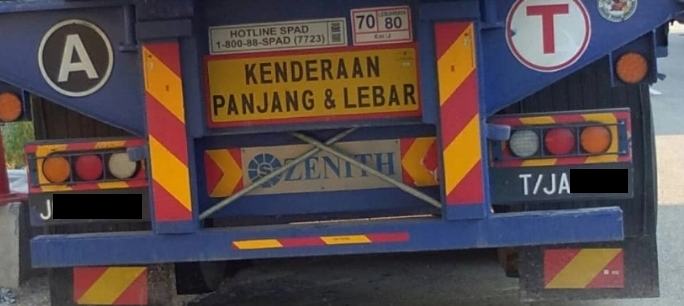 A
HOTLINE SPAD
1-800-88-SPAD (7723)
70 80
T
KENDERAAN
PANJANG & LEBAR
ZENITH
J
T/JA